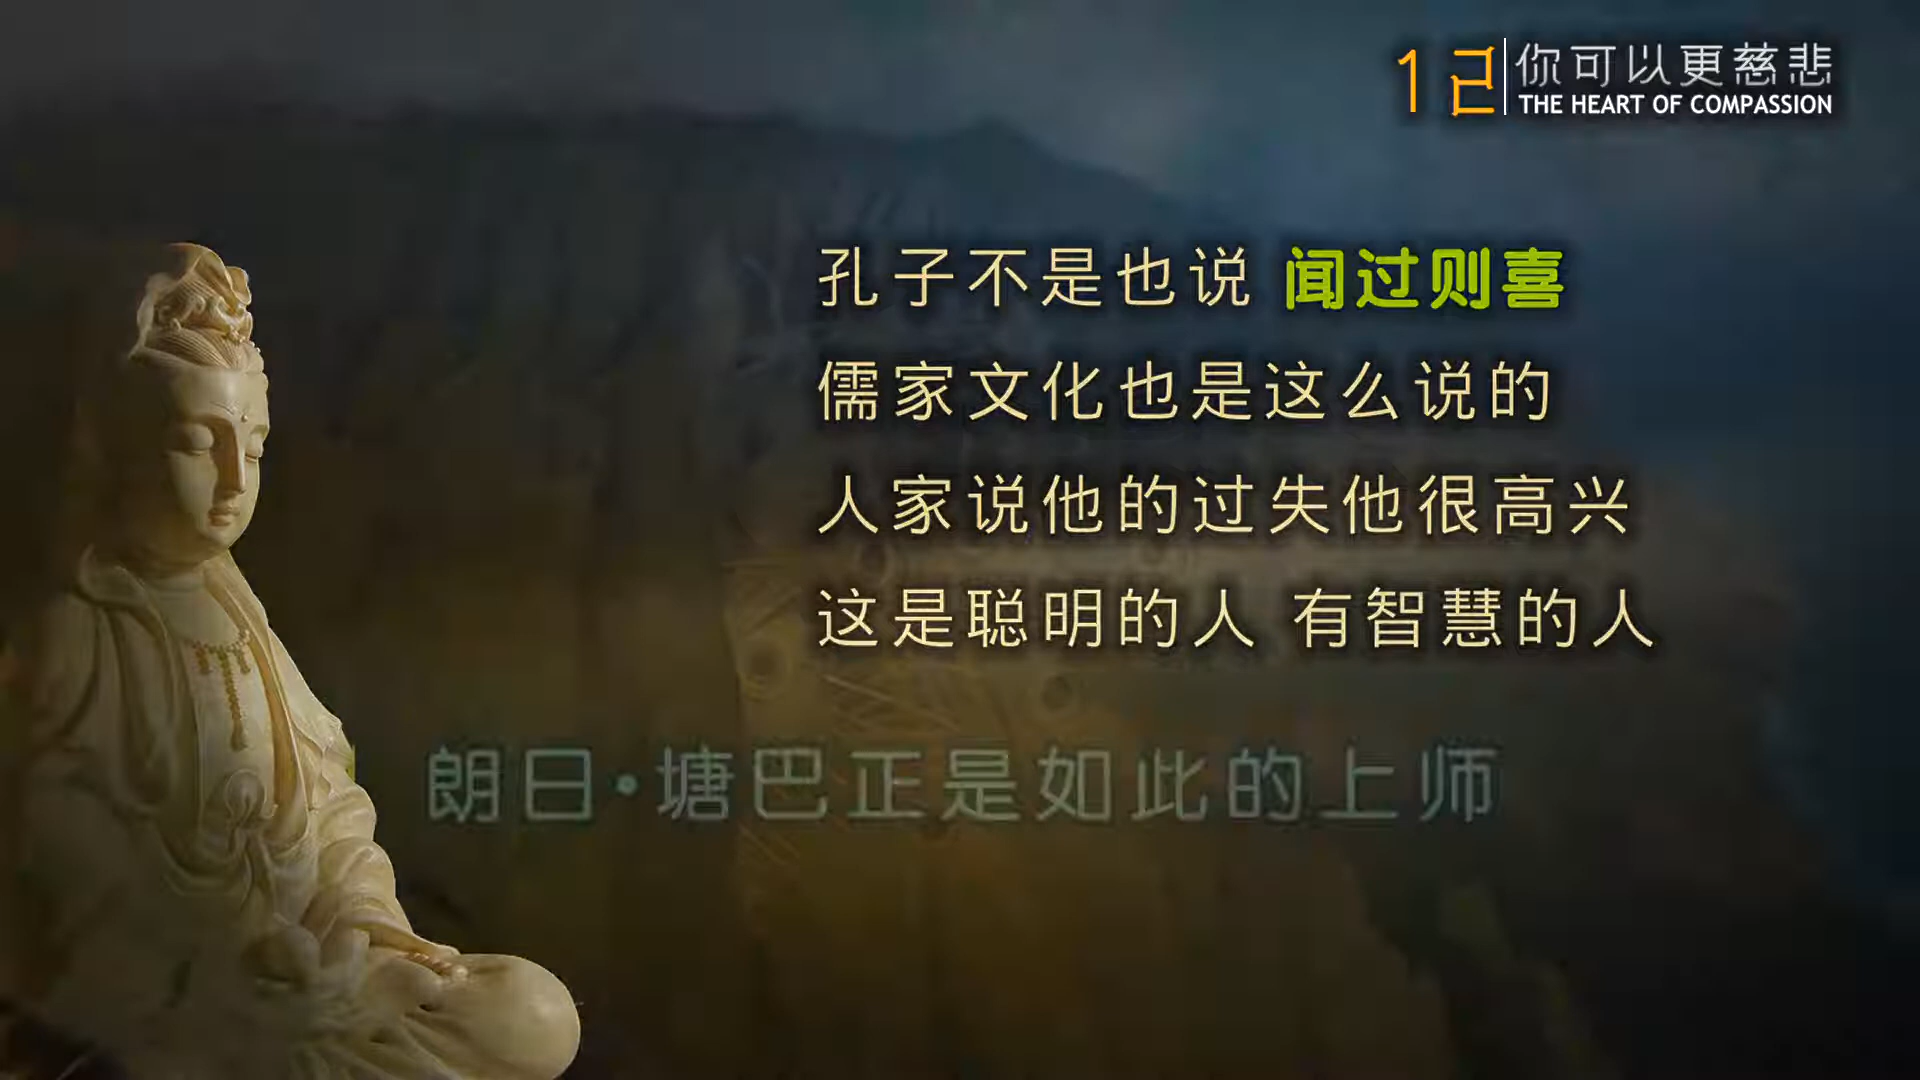 12
你可以更慈悲
THE HEART OF COMPASSION
孔子不是也说 闻过则喜
儒家文化也是这么说的
人家说他的过失他很高兴
这是聪明的人 有智慧的人
朗日·塘巴正是如此的上师